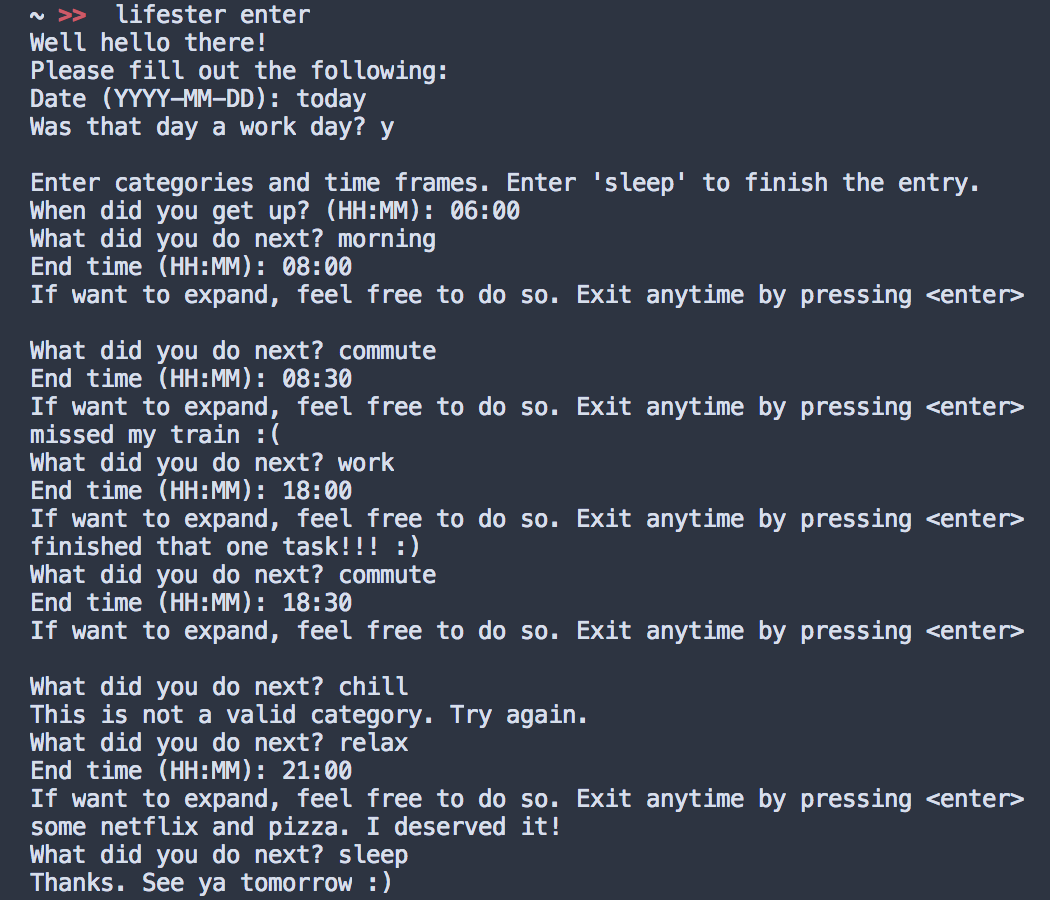 ~ >> lifester enter
Well hello there!
Please fill out the following:
Date (YYYY-MM-DD): today
Was that day a work day? y
Enter categories and time frames. Enter 'sleep' to finish the entry.
When did you get up? (HH:MM): 06:00
What did you do next? morning
End time (HH:MM): 08:00
If want to expand, feel free to do so. Exit anytime by pressing <enter>
What did you do next? commute
End time (HH:MM): 08:30
If want to expand, feel free to do so. Exit anytime by pressing <enter>
missed my train :(
What did you do next? work
End time (HH:MM): 18:00
If want to expand, feel free to do so. Exit anytime by pressing <enter>
finished that one task!!! :)
What did you do next? commute
End time (HH:MM): 18:30
If want to expand, feel free to do so. Exit anytime by pressing <enter>
What did you do next? chill
This is not a valid category. Try again.
What did you do next? relax
End time (HH:MM): 21:00
If want to expand, feel free to do so. Exit anytime by pressing <enter>
some netflix and pizza. I deserved it!
What did you do next? sleep
Thanks. See ya tomorrow :)